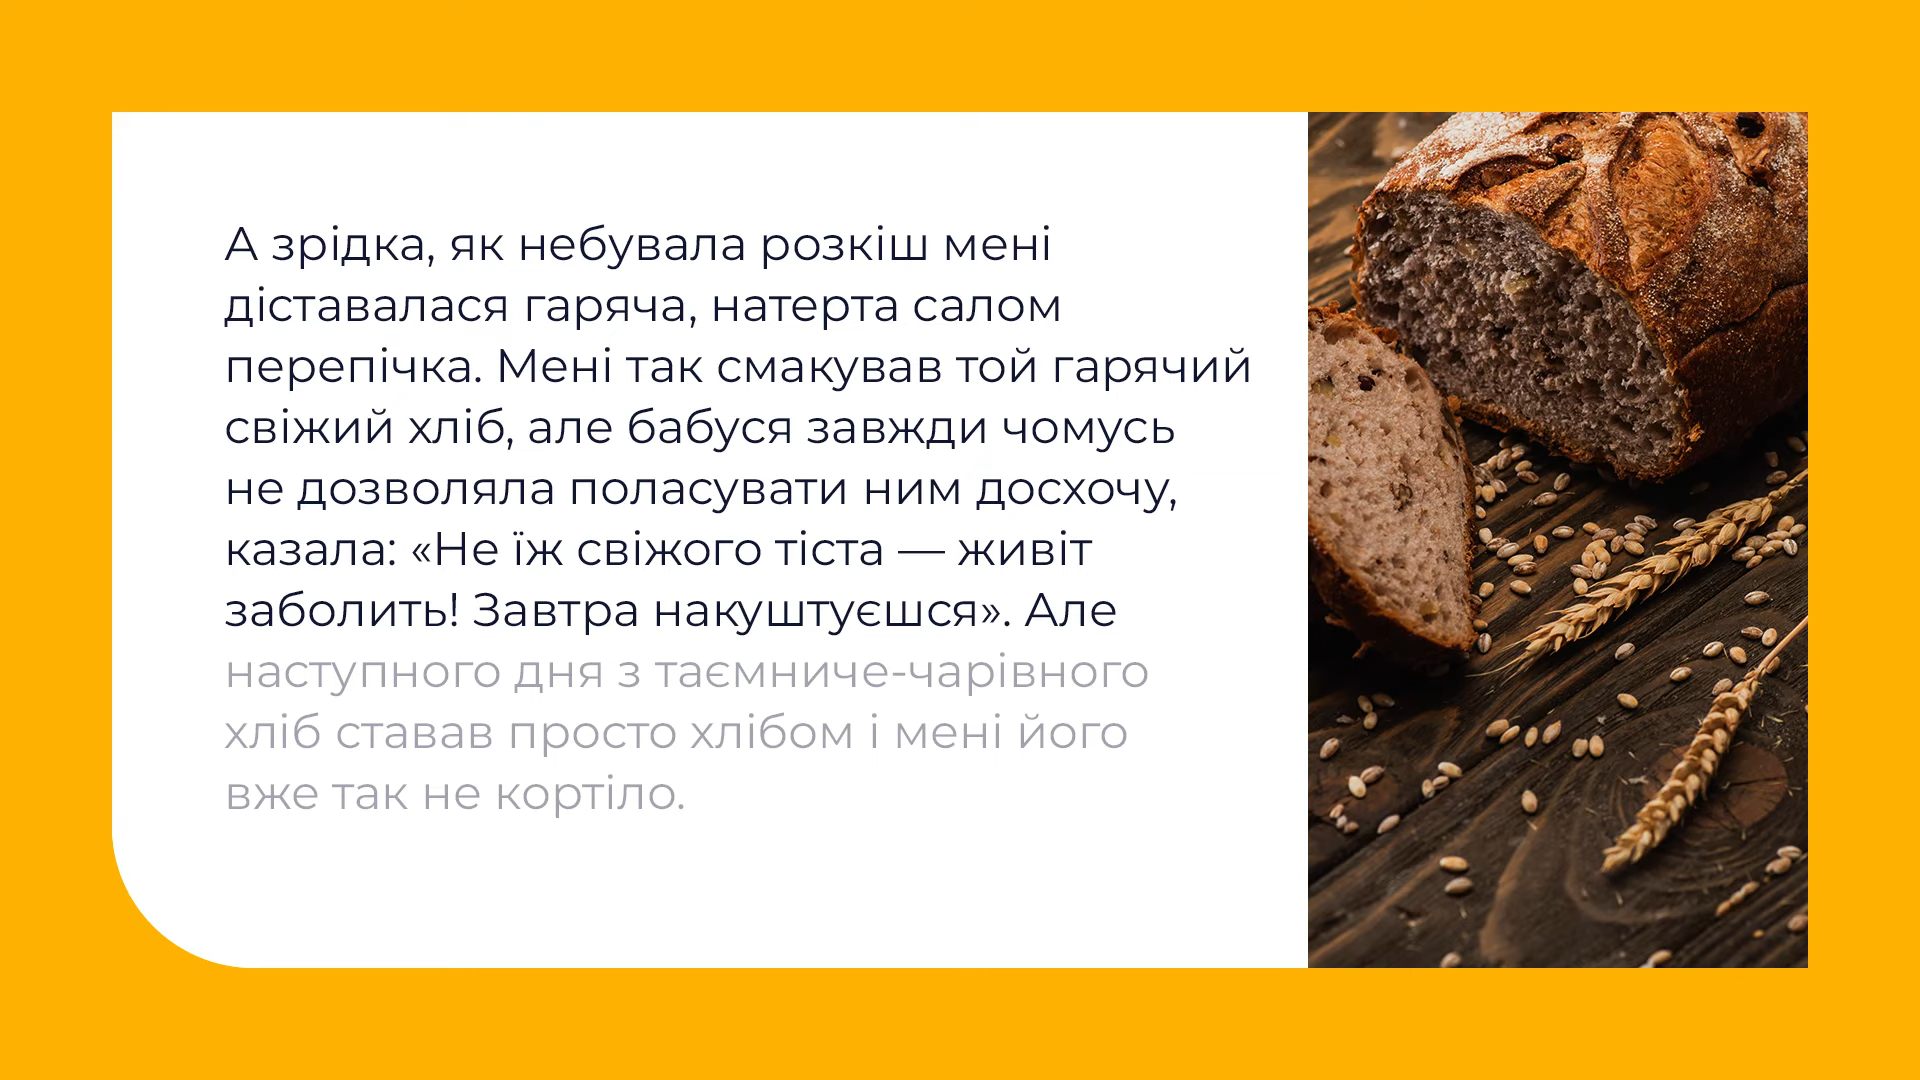 А зрідка, як небувала розкіш мені
діставалася гаряча, натерта салом
перепічка. Мені так смакував той гарячий
свіжий хліб, але бабуся завжди чомусь
не дозволяла поласувати ним досхочу,
казала: «Не їж свіжого тіста — живіт
заболить! Завтра накуштуєшся». Але
наступного дня з таємниче-чарівного
хліб ставав просто хлібом і мені його
вже так не кортіло.